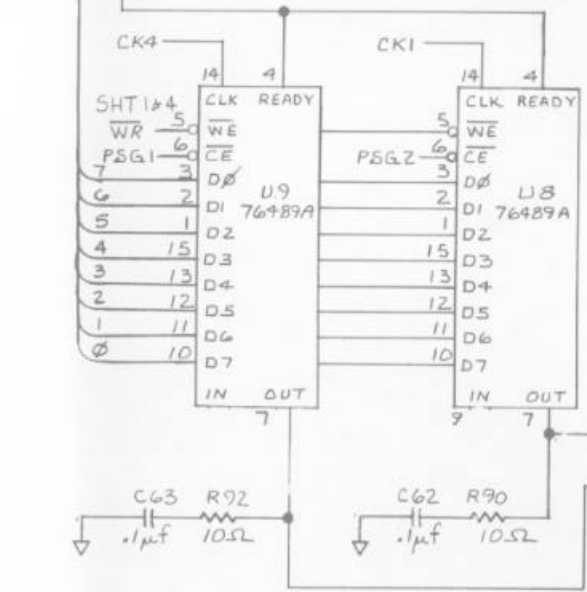 CK4 CK1
14 4 14 4
CLK READY CLK READY
SHT 1&4
WR 5 WE 5 WE
PSG1 6 CE PSG2 6 CE
7 3 DØ 3 DØ
6 2 D1 U9 2 D1 U8
76489A 76489A
5 1 D2 1 D2
4 15 D3 15 D3
3 13 D4 13 D4
2 12 D5 12 D5
1 11 D6 11 D6
Ø 10 D7 10 D7
IN OUT IN OUT
7 9 7
C63 R92 C62 R90
.1µf 10Ω .1µf 10Ω